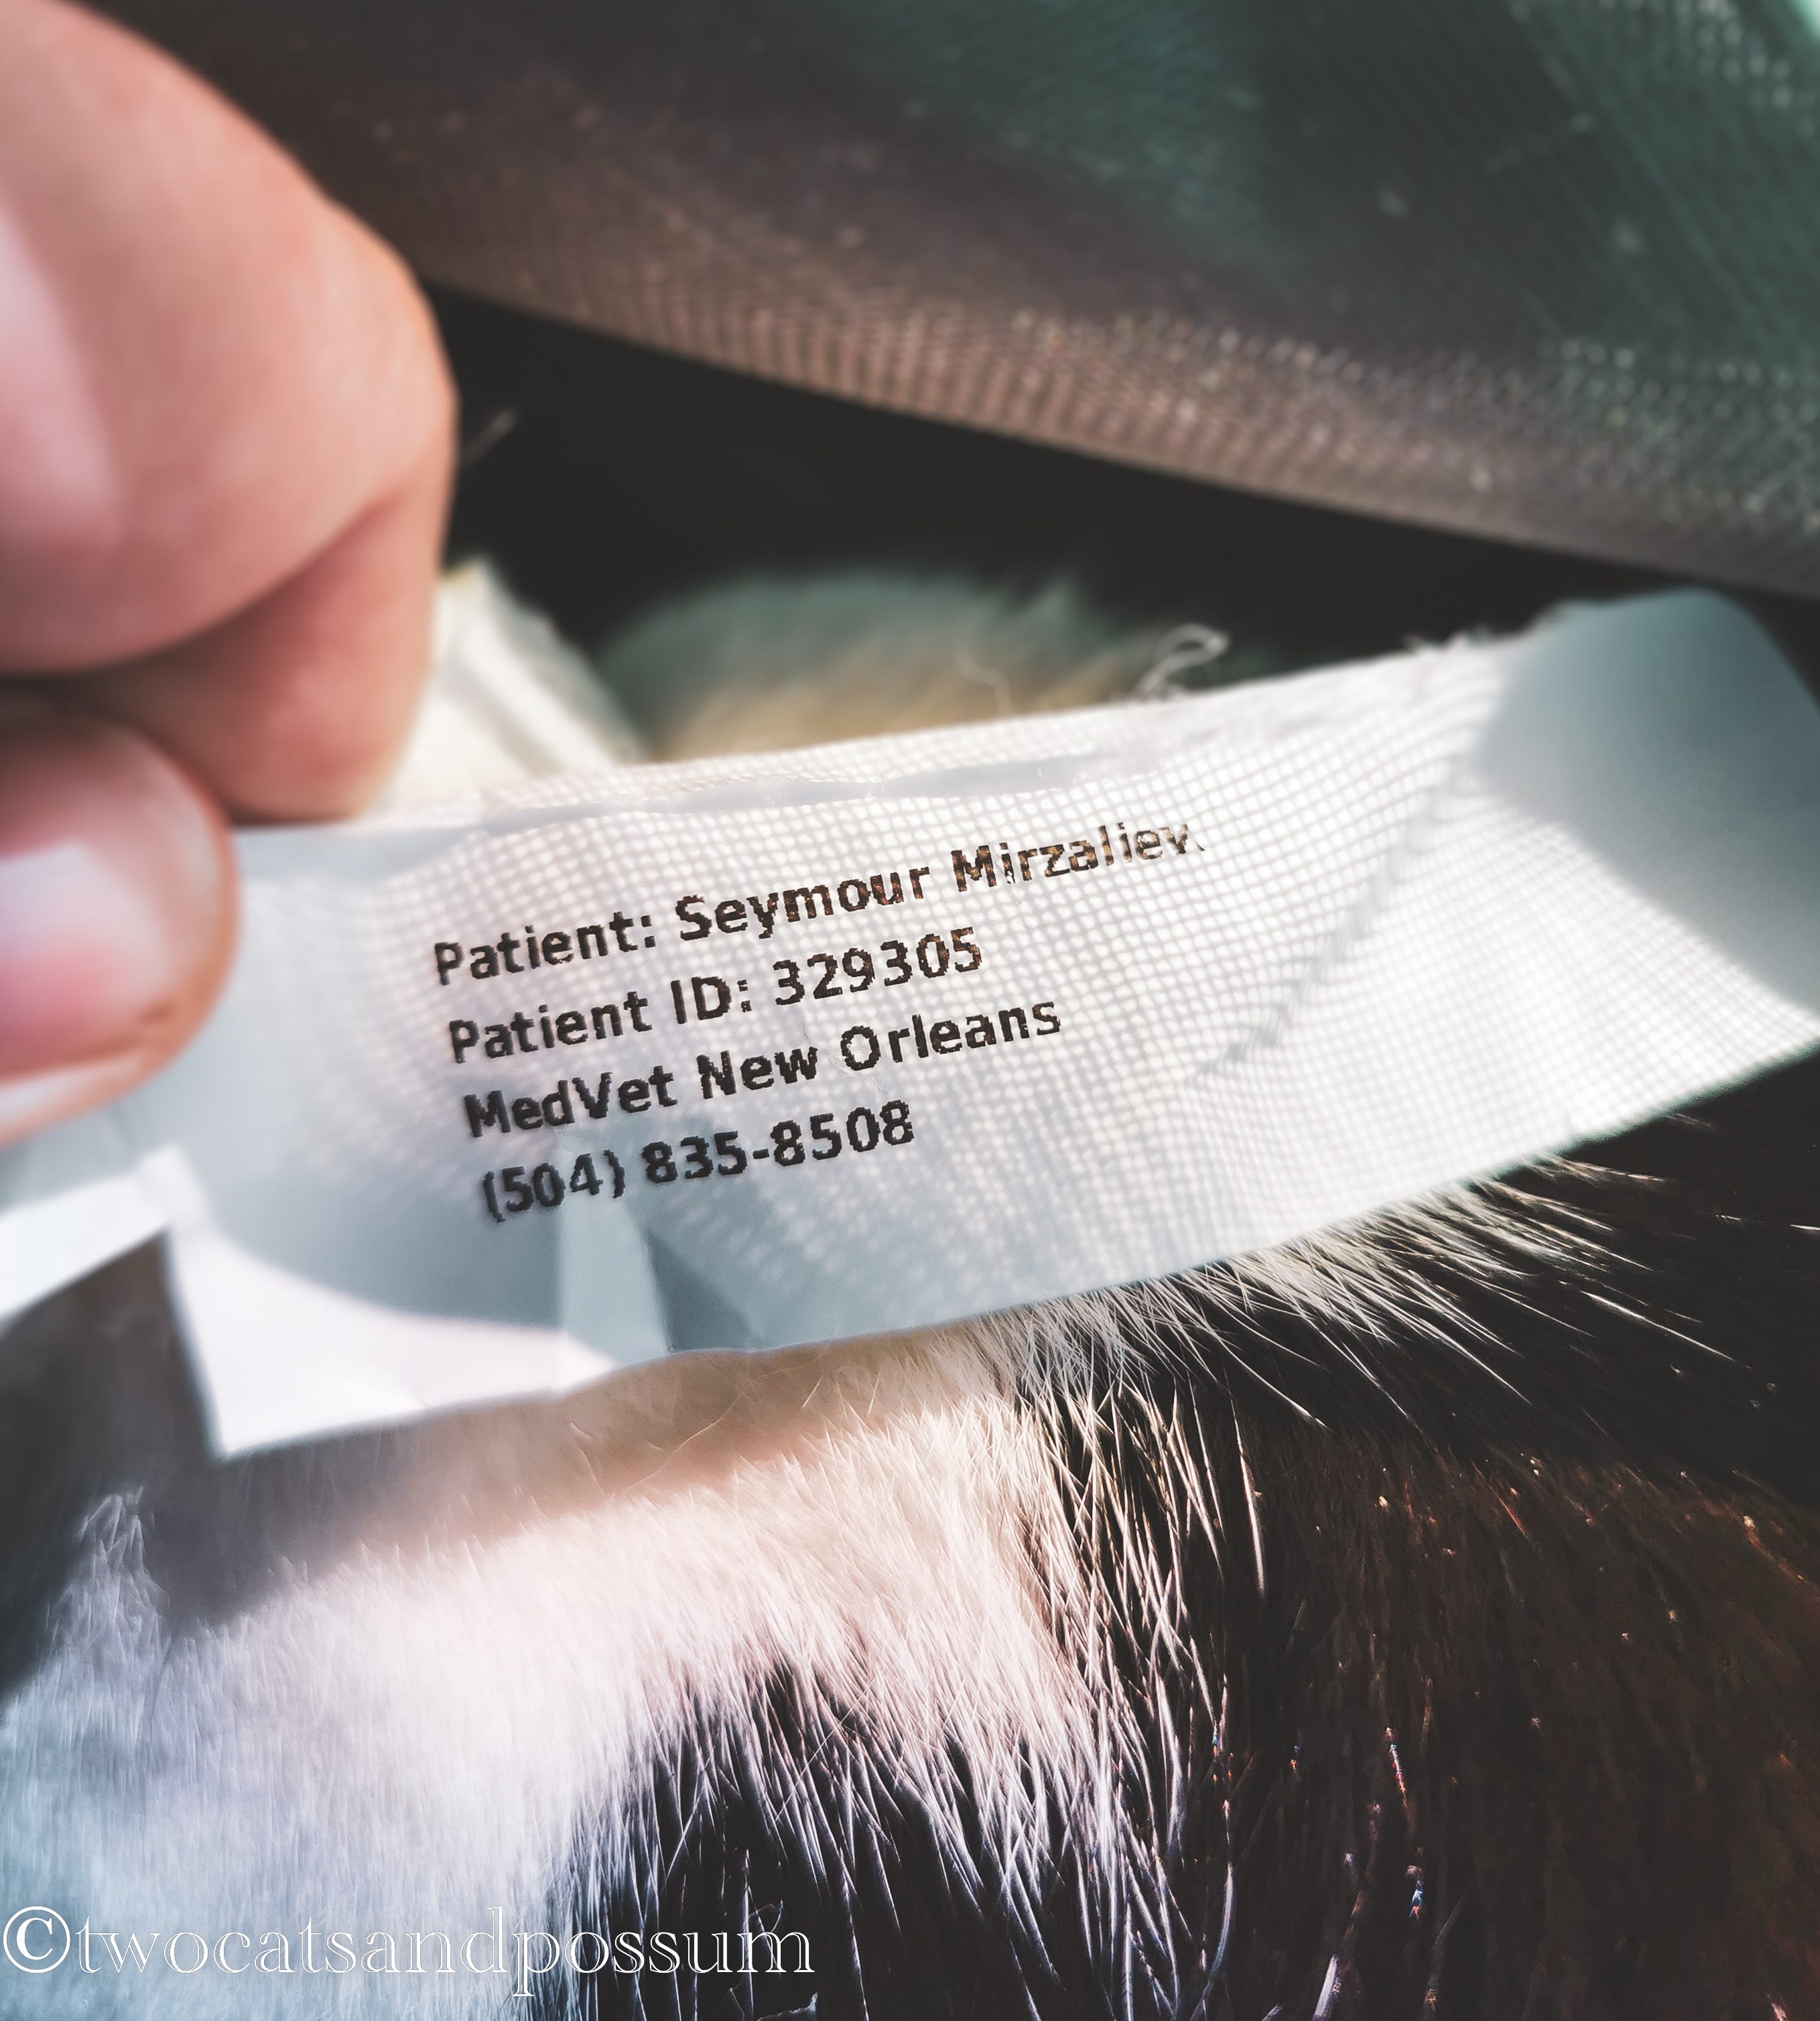 Patient: Seymour Mirzaliev
Patient ID: 329305
MedVet New Orleans
(504) 835-8508
©twocatsandpossum